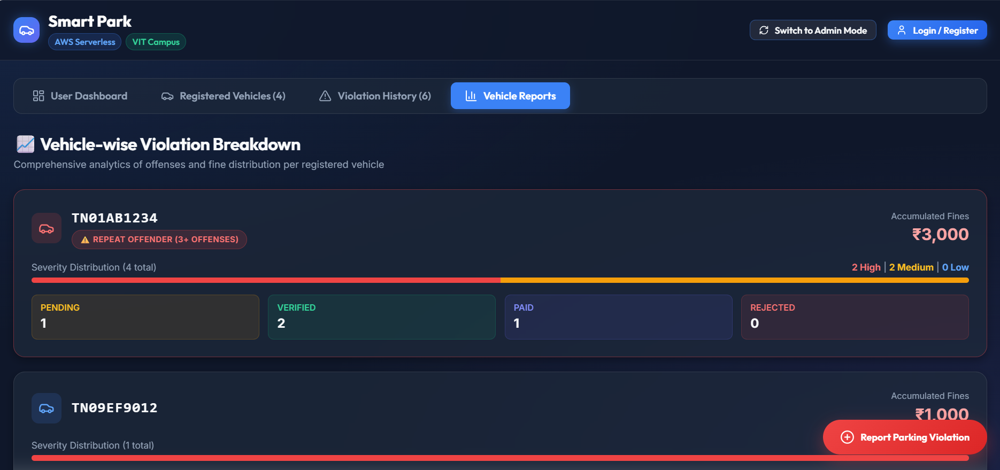 Smart Park
AWS Serverless VIT Campus
Switch to Admin Mode
Login / Register
User Dashboard
Registered Vehicles (4)
Violation History (6)
Vehicle Reports
Vehicle-wise Violation Breakdown
Comprehensive analytics of offenses and fine distribution per registered vehicle
TN01AB1234
REPEAT OFFENDER (3+ OFFENSES)
Accumulated Fines
₹3,000
Severity Distribution (4 total)
2 High | 2 Medium | 0 Low
PENDING
1
VERIFIED
2
PAID
1
REJECTED
0
TN09EF9012
Accumulated Fines
₹1,000
Report Parking Violation
Severity Distribution (1 total)